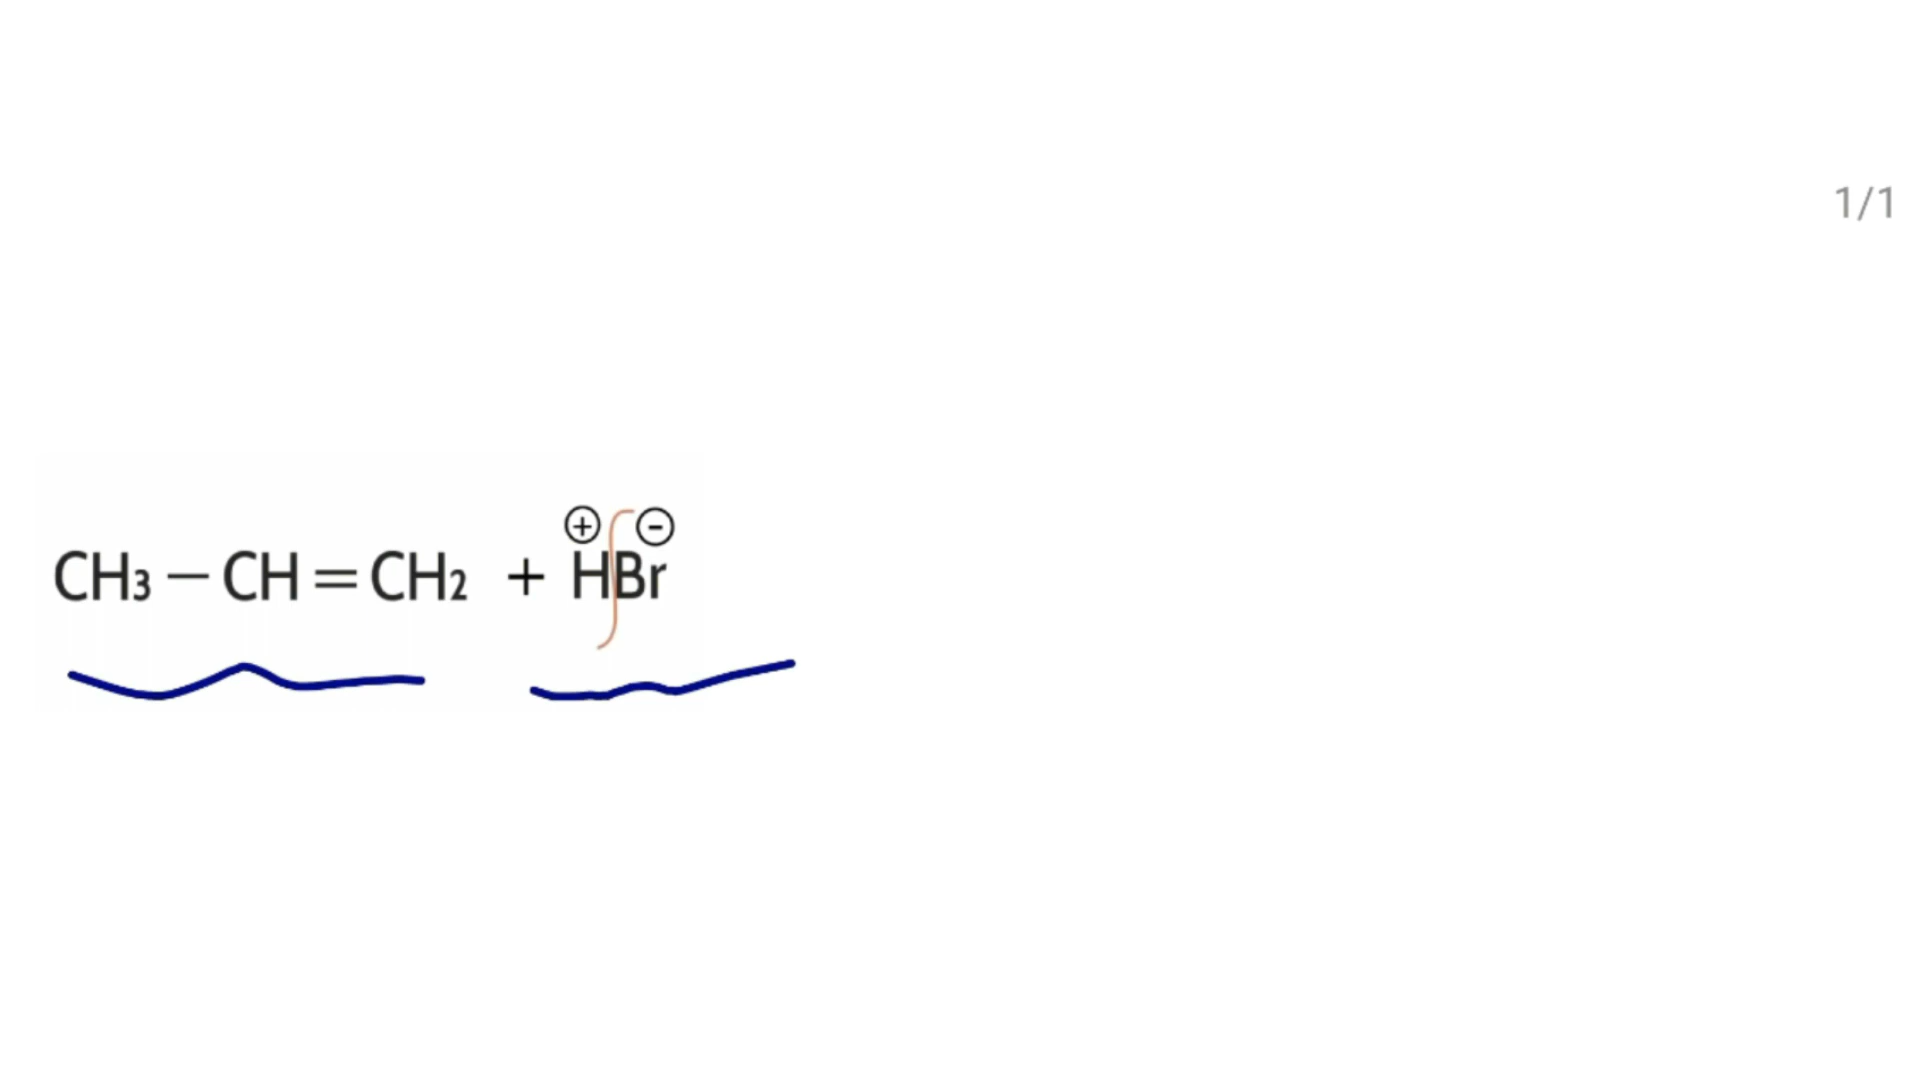 1/1
⊕ ⊖
CH₃ − CH = CH₂ + HBr